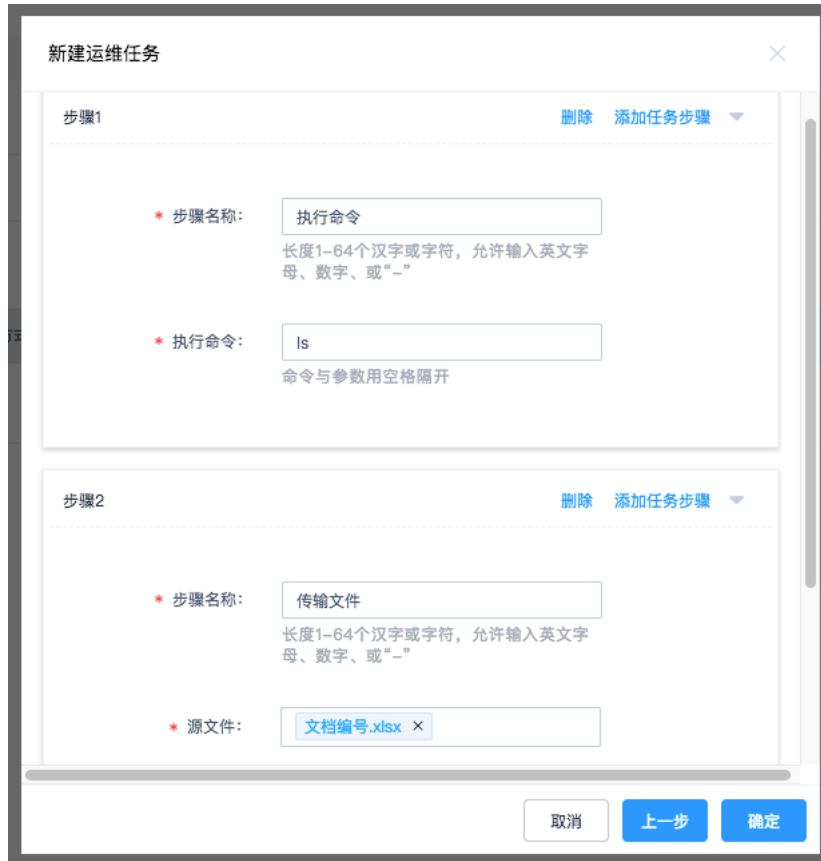 新建运维任务
步骤1 删除 添加任务步骤
* 步骤名称: 执行命令
长度1-64个汉字或字符，允许输入英文字
母、数字、或“-”
* 执行命令: ls
命令与参数用空格隔开
步骤2 删除 添加任务步骤
* 步骤名称: 传输文件
长度1-64个汉字或字符，允许输入英文字
母、数字、或“-”
* 源文件: 文档编号.xlsx ×
取消 上一步 确定